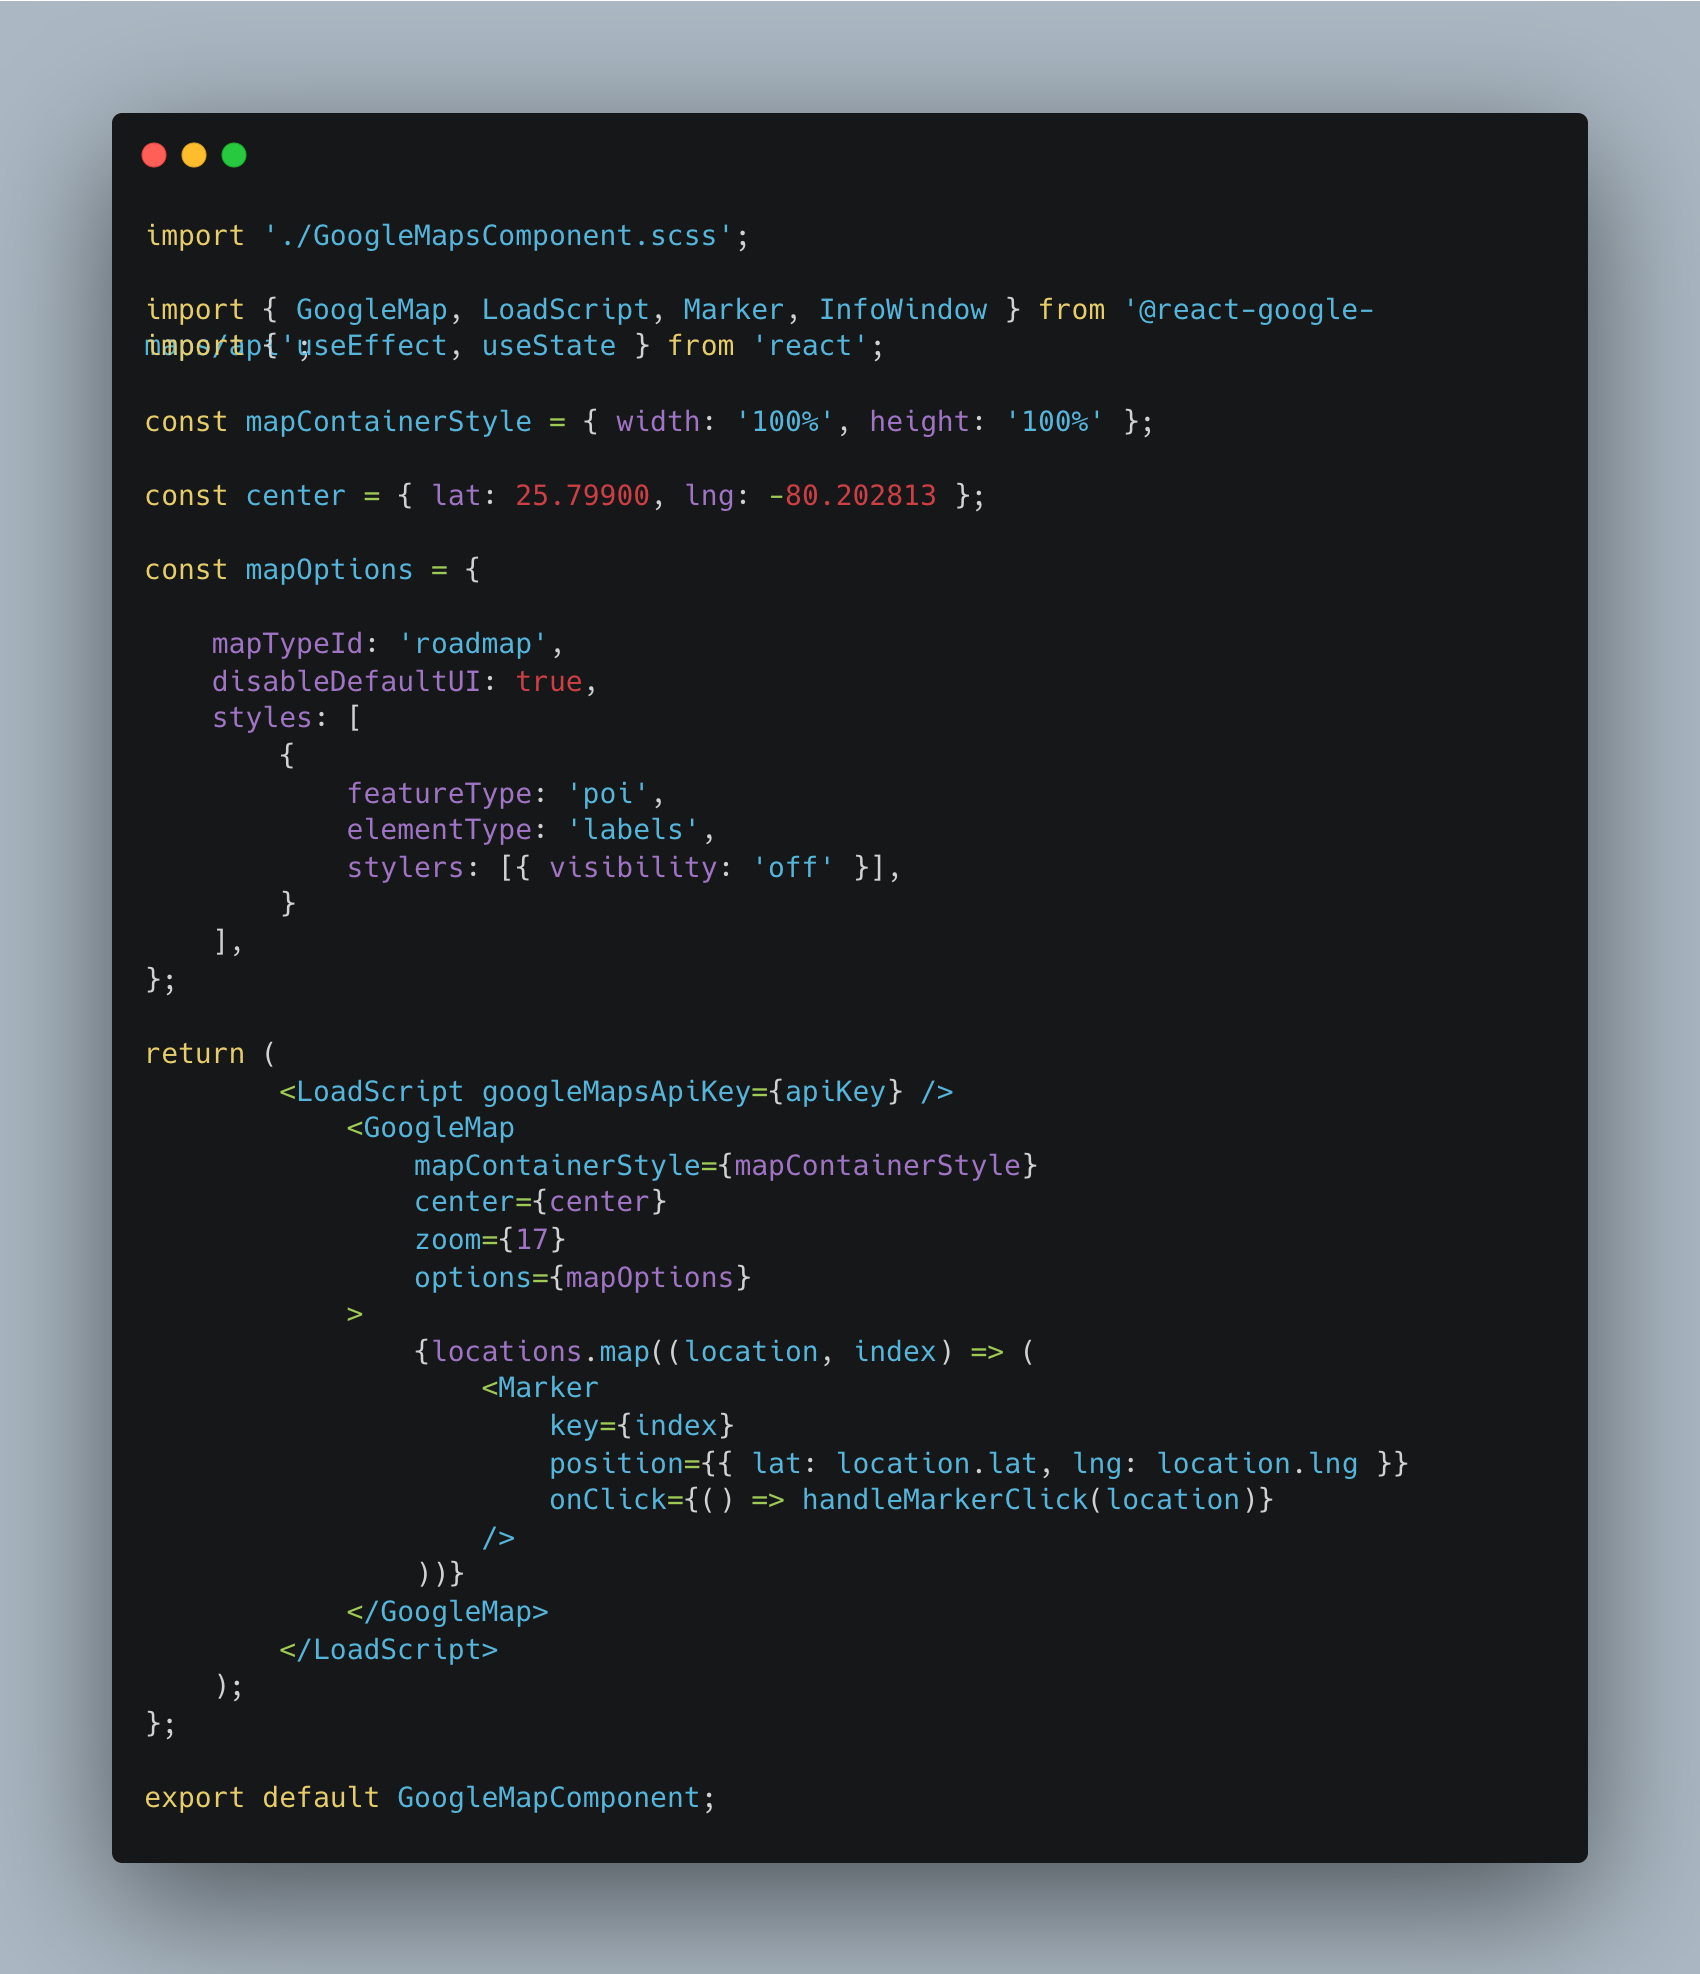 import './GoogleMapsComponent.scss';
import { GoogleMap, LoadScript, Marker, InfoWindow } from '@react-google-
maps/api';
import { useEffect, useState } from 'react';
const mapContainerStyle = { width: '100%', height: '100%' };
const center = { lat: 25.79900, lng: -80.202813 };
const mapOptions = {
mapTypeId: 'roadmap',
disableDefaultUI: true,
styles: [
{
featureType: 'poi',
elementType: 'labels',
stylers: [{ visibility: 'off' }],
}
],
};
return (
<LoadScript googleMapsApiKey={apiKey} />
<GoogleMap
mapContainerStyle={mapContainerStyle}
center={center}
zoom={17}
options={mapOptions}
>
{locations.map((location, index) => (
<Marker
key={index}
position={{ lat: location.lat, lng: location.lng }}
onClick={() => handleMarkerClick(location)}
/>
))}
</GoogleMap>
</LoadScript>
);
};
export default GoogleMapComponent;